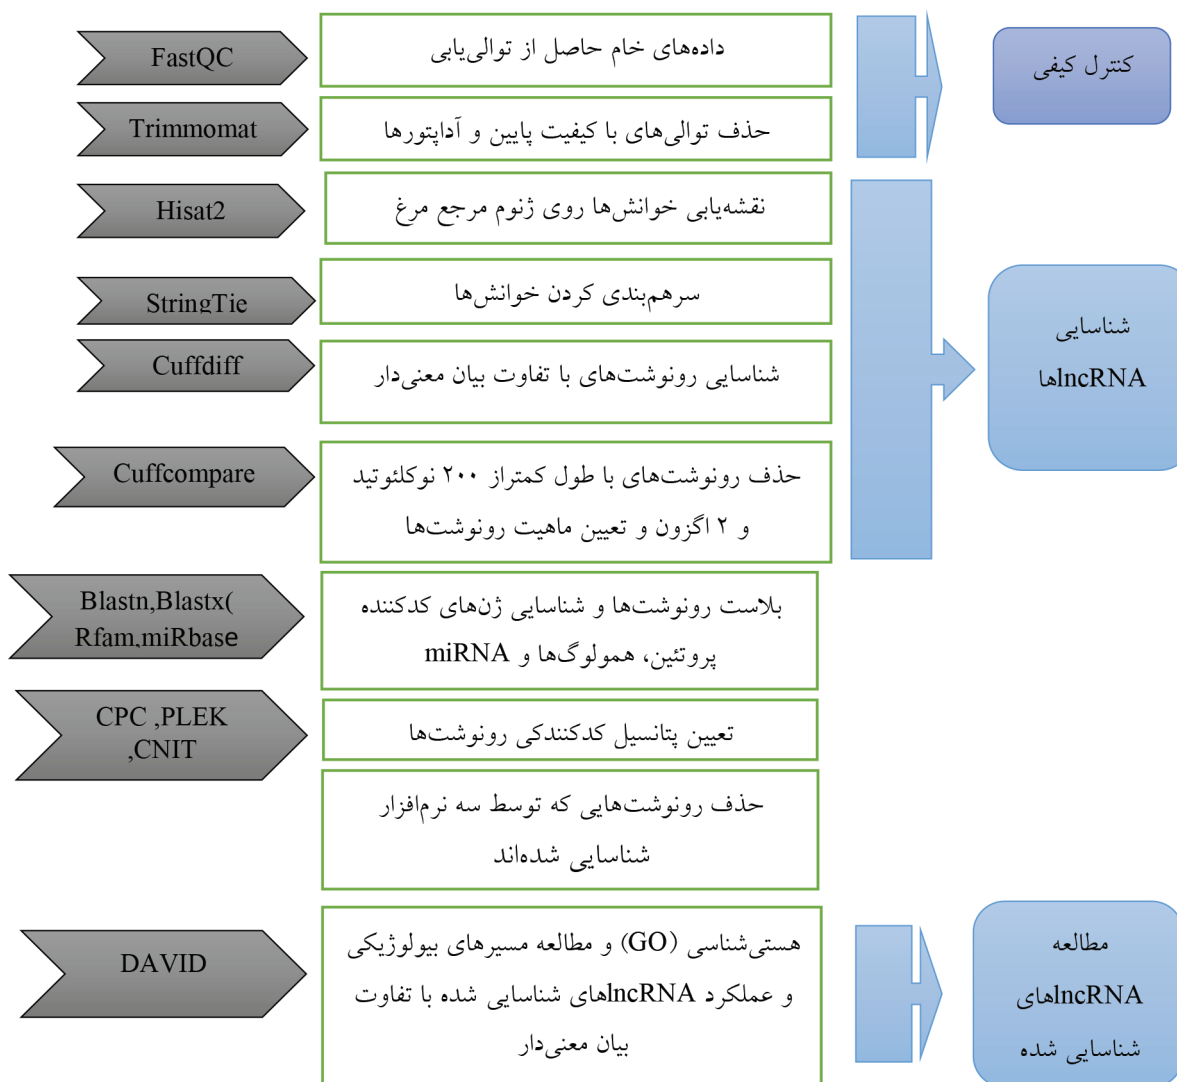 FastQC
داده‌های خام حاصل از توالی‌یابی
کنترل کیفی
Trimmomat
حذف توالی‌های با کیفیت پایین و آداپتورها
Hisat2
نقشه‌یابی خوانش‌ها روی ژنوم مرجع مرغ
StringTie
سرهم‌بندی کردن خوانش‌ها
شناسایی
lncRNAها
Cuffdiff
شناسایی رونوشت‌های با تفاوت بیان معنی‌دار
Cuffcompare
حذف رونوشت‌های با طول کمتراز ۲۰۰ نوکلئوتید
و ۲ اگزون و تعیین ماهیت رونوشت‌ها
Blastn,Blastx(
Rfam,miRbase
بلاست رونوشت‌ها و شناسایی ژن‌های کدکننده
پروتئین، همولوگ‌ها و miRNA
CPC ,PLEK
,CNIT
تعیین پتانسیل کدکنندکی رونوشت‌ها
حذف رونوشت‌هایی که توسط سه نرم‌افزار
شناسایی شده‌اند
DAVID
هستی‌شناسی (GO) و مطالعه مسیرهای بیولوژیکی
و عملکرد lncRNAهای شناسایی شده با تفاوت
بیان معنی‌دار
مطالعه
lncRNAهای
شناسایی شده